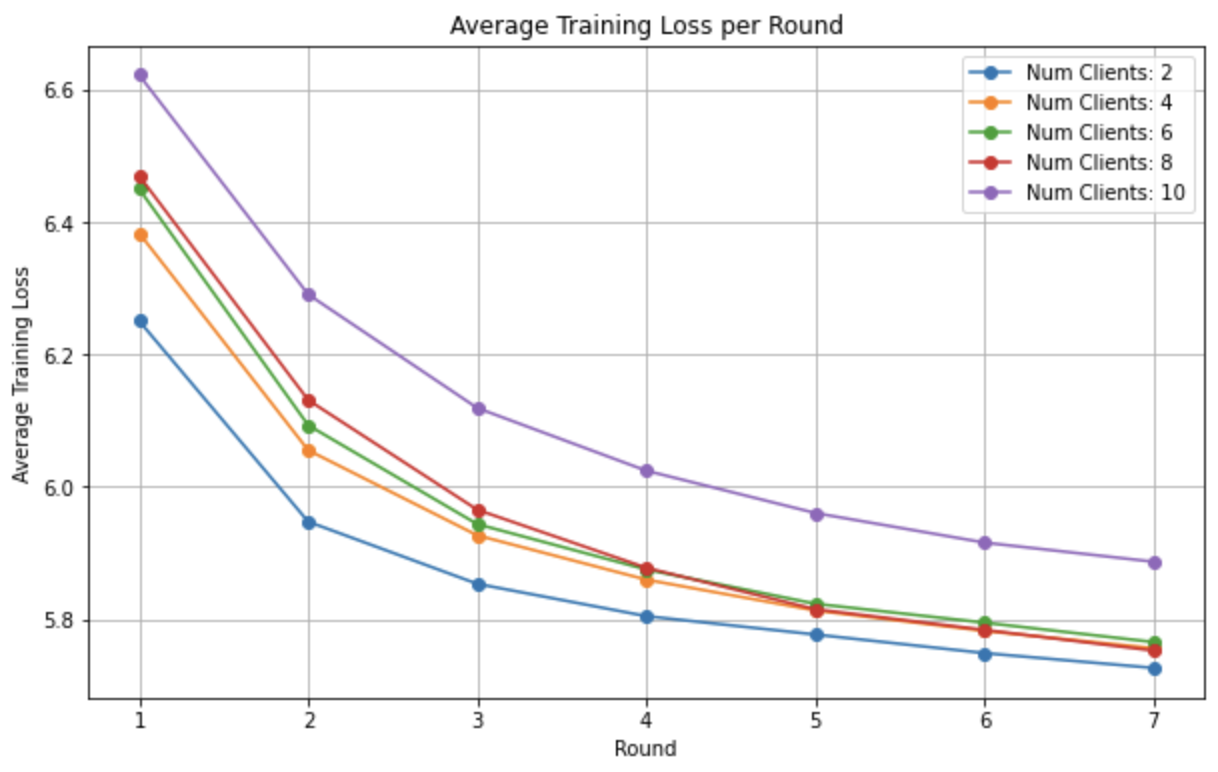 Average Training Loss per Round
Num Clients: 2
Num Clients: 4
Num Clients: 6
Num Clients: 8
Num Clients: 10
Average Training Loss
6.6
6.4
6.2
6.0
5.8
1 2 3 4 5 6 7
Round